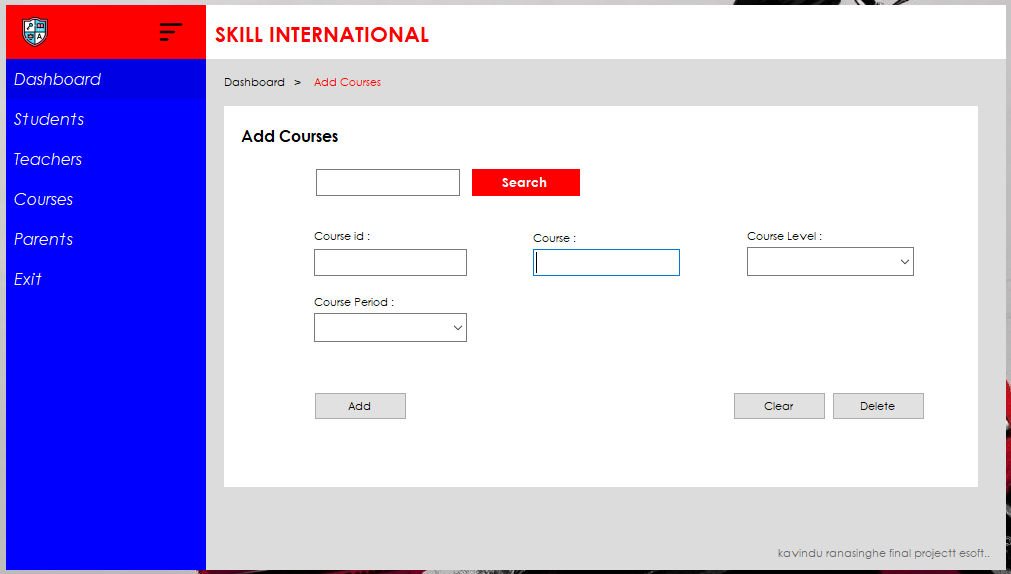 SKILL INTERNATIONAL
Dashboard
Students
Teachers
Courses
Parents
Exit
Dashboard > Add Courses
Add Courses
Search
Course id :
Course :
Course Level :
Course Period :
Add
Clear
Delete
kavindu ranasinghe final projectt esoft..